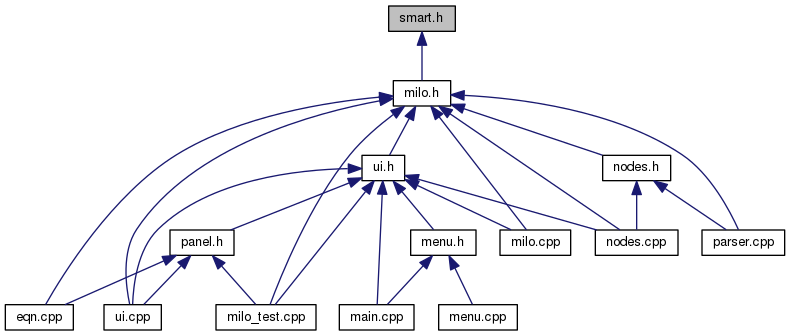 smart.h
milo.h
ui.h
nodes.h
panel.h
menu.h
milo.cpp
nodes.cpp
parser.cpp
eqn.cpp
ui.cpp
milo_test.cpp
main.cpp
menu.cpp